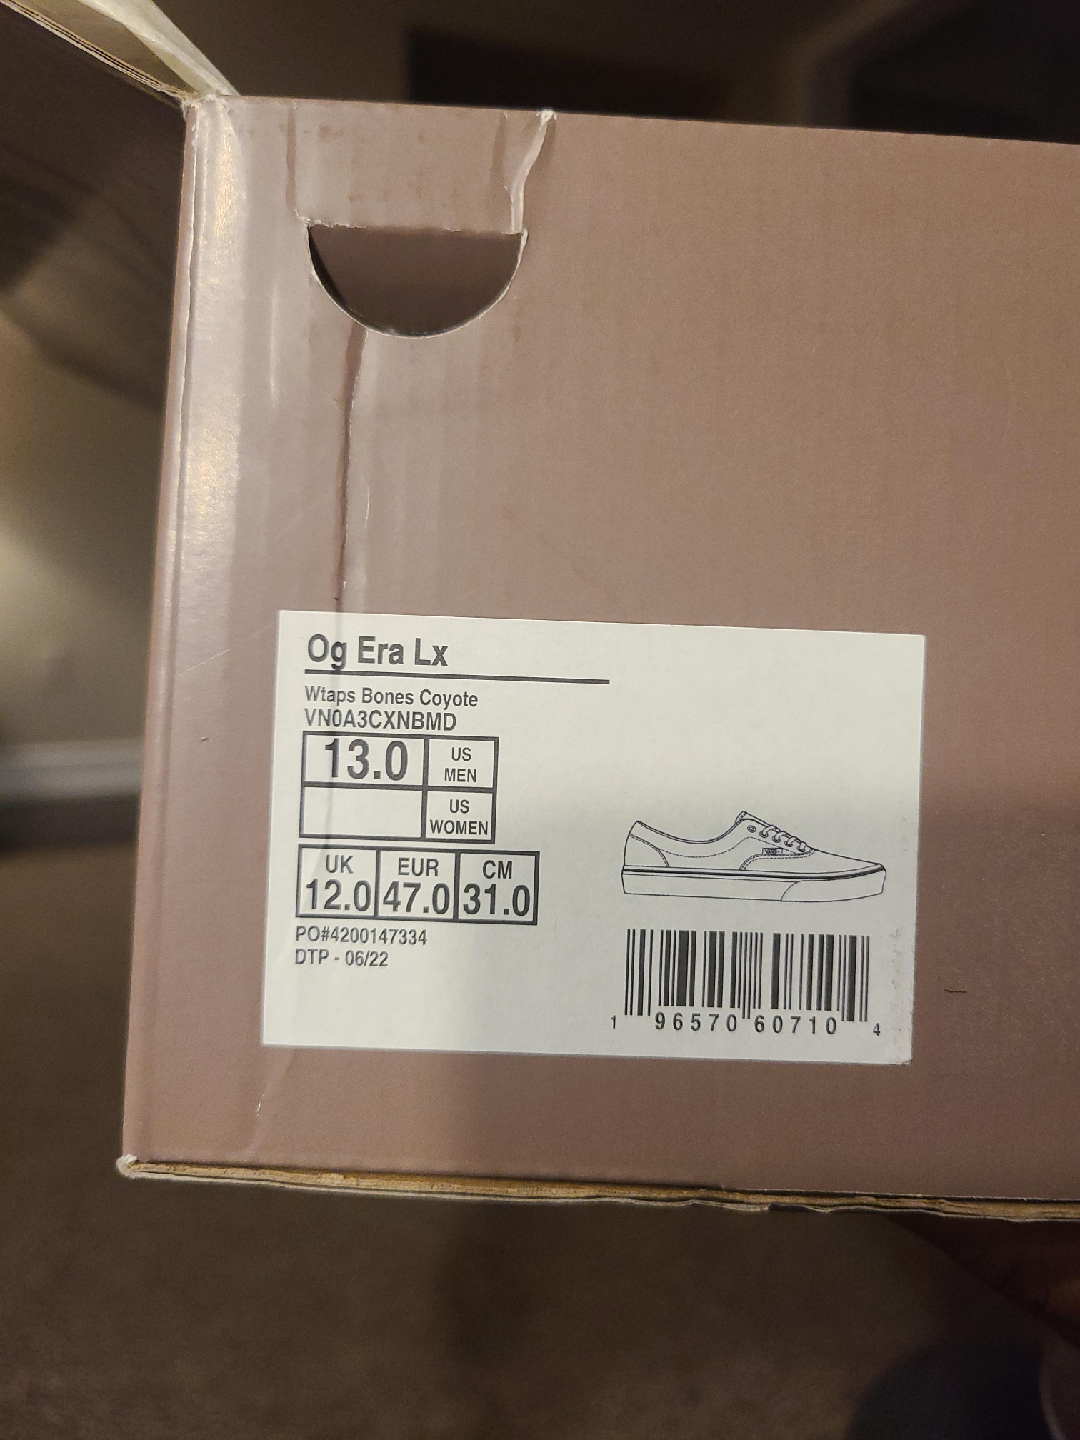 Og Era Lx
Wtaps Bones Coyote
VN0A3CXNBMD
13.0 US MEN
US WOMEN
UK EUR CM
12.0 47.0 31.0
PO#4200147334
DTP - 06/22
1 96570 60710 4